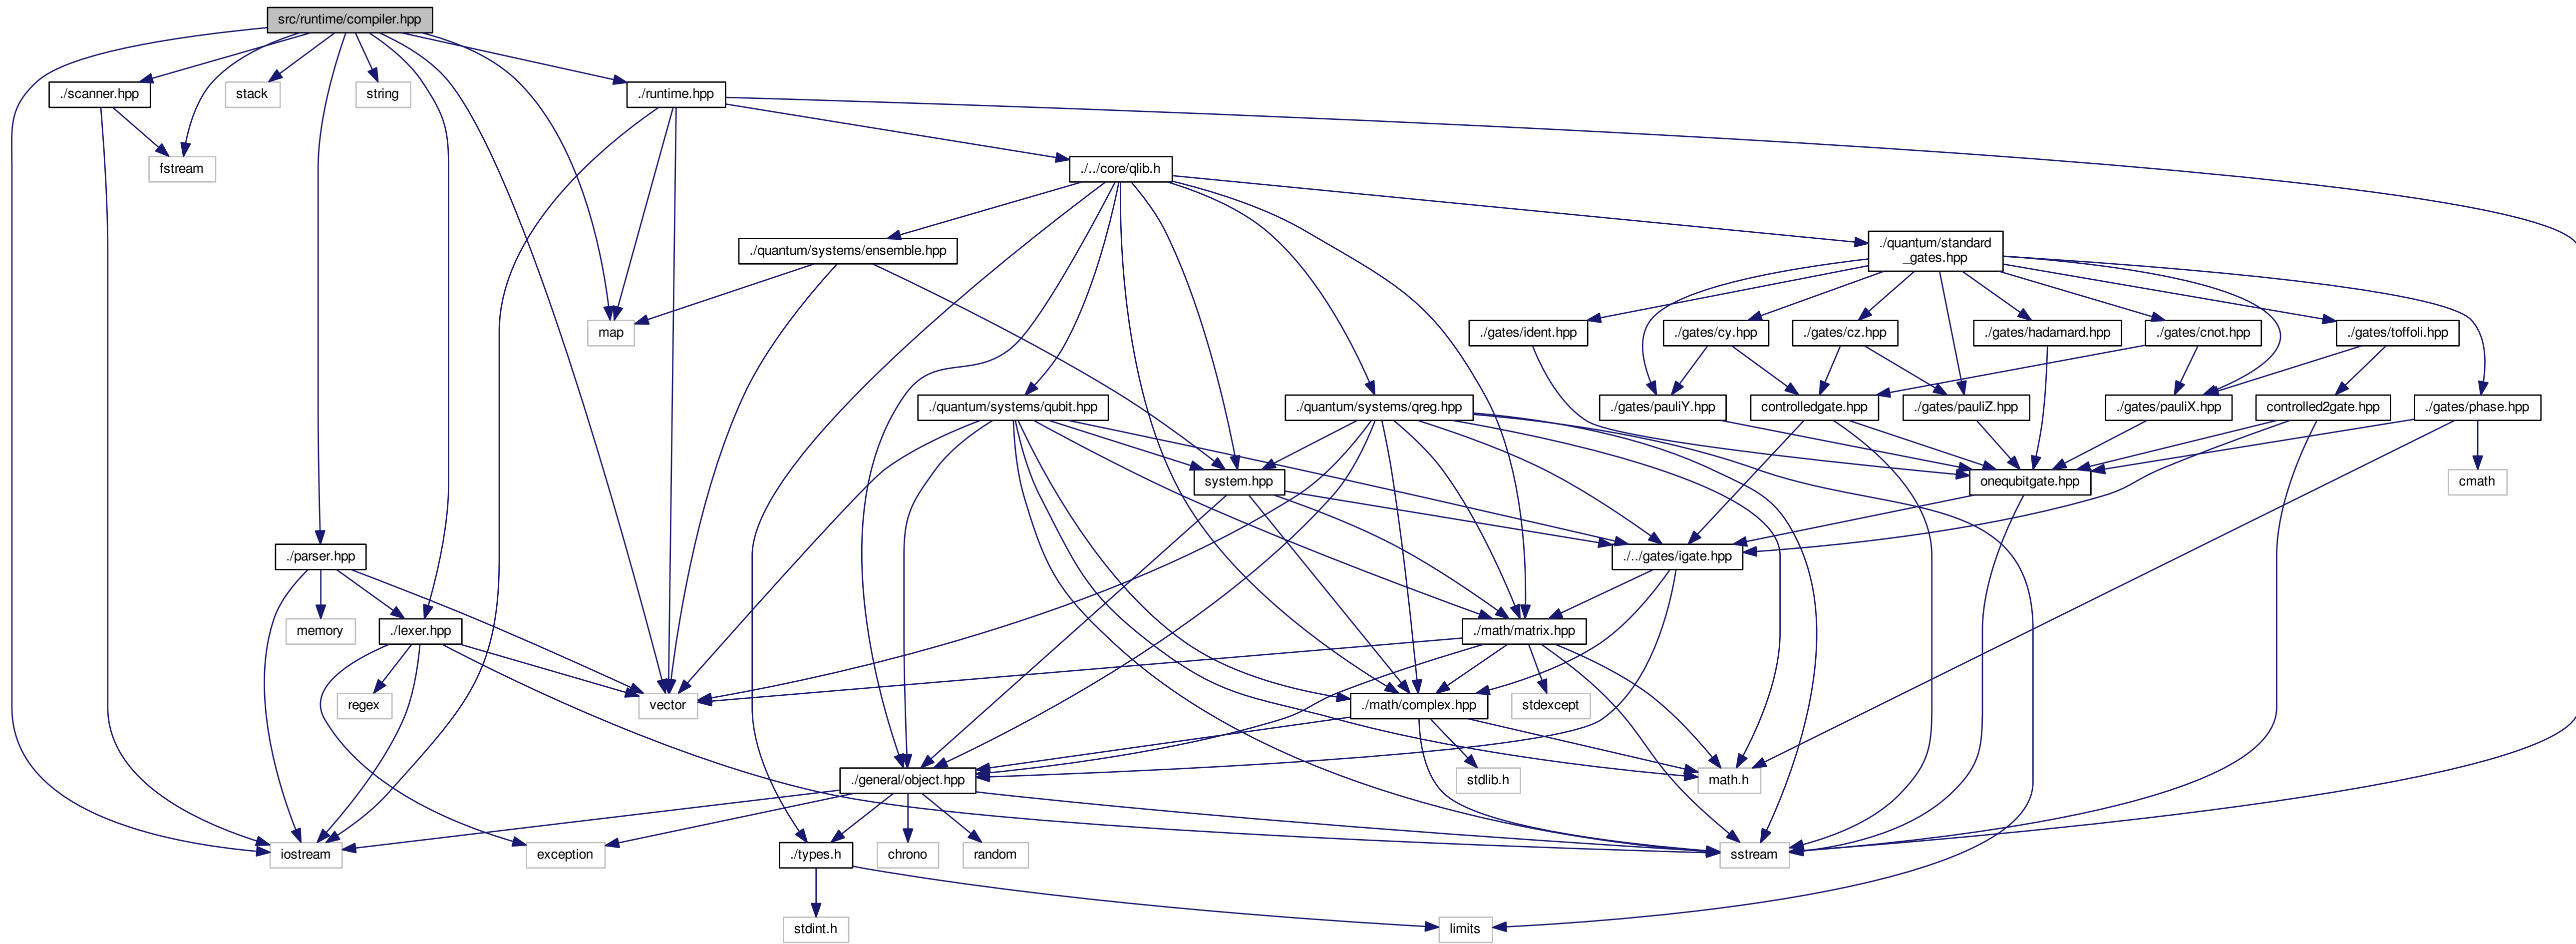 src/runtime/compiler.hpp
./scanner.hpp
stack
string
./runtime.hpp
fstream
./../core/qlib.h
./quantum/systems/ensemble.hpp
./quantum/standard
_gates.hpp
map
./gates/ident.hpp
./gates/cy.hpp
./gates/cz.hpp
./gates/hadamard.hpp
./gates/cnot.hpp
./gates/toffoli.hpp
./quantum/systems/qubit.hpp
./quantum/systems/qreg.hpp
./gates/pauliY.hpp
controlledgate.hpp
./gates/pauliZ.hpp
./gates/pauliX.hpp
controlled2gate.hpp
./gates/phase.hpp
system.hpp
onequbitgate.hpp
cmath
./parser.hpp
./../gates/igate.hpp
memory
./lexer.hpp
./math/matrix.hpp
regex
vector
./math/complex.hpp
stdexcept
./general/object.hpp
stdlib.h
math.h
iostream
exception
./types.h
chrono
random
sstream
stdint.h
limits